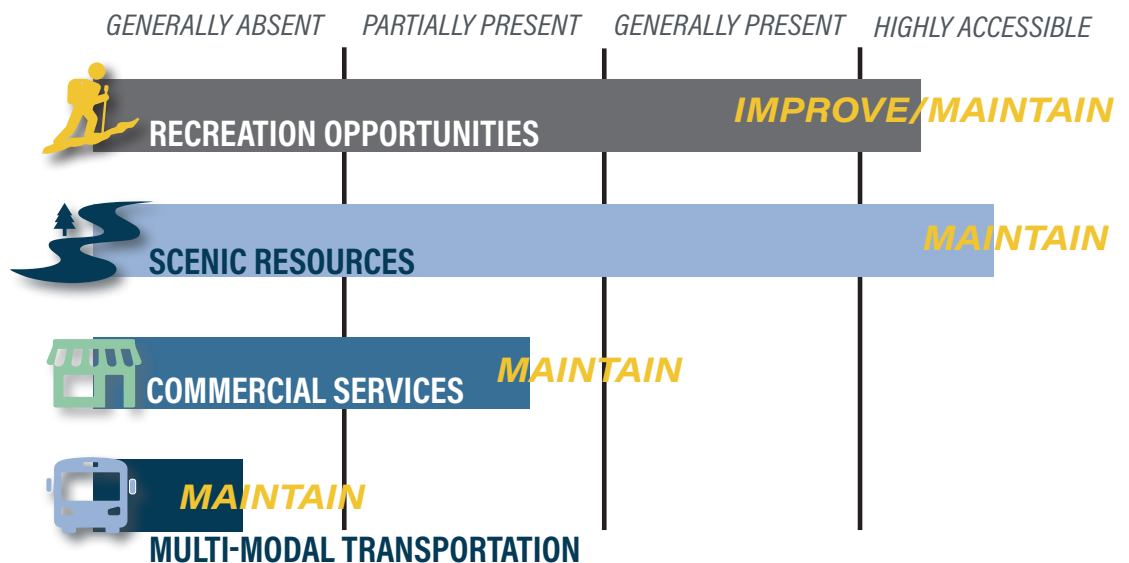 GENERALLY ABSENT PARTIALLY PRESENT GENERALLY PRESENT HIGHLY ACCESSIBLE
IMPROVE/MAINTAIN
RECREATION OPPORTUNITIES
MAINTAIN
SCENIC RESOURCES
MAINTAIN
COMMERCIAL SERVICES
MAINTAIN
MULTI-MODAL TRANSPORTATION